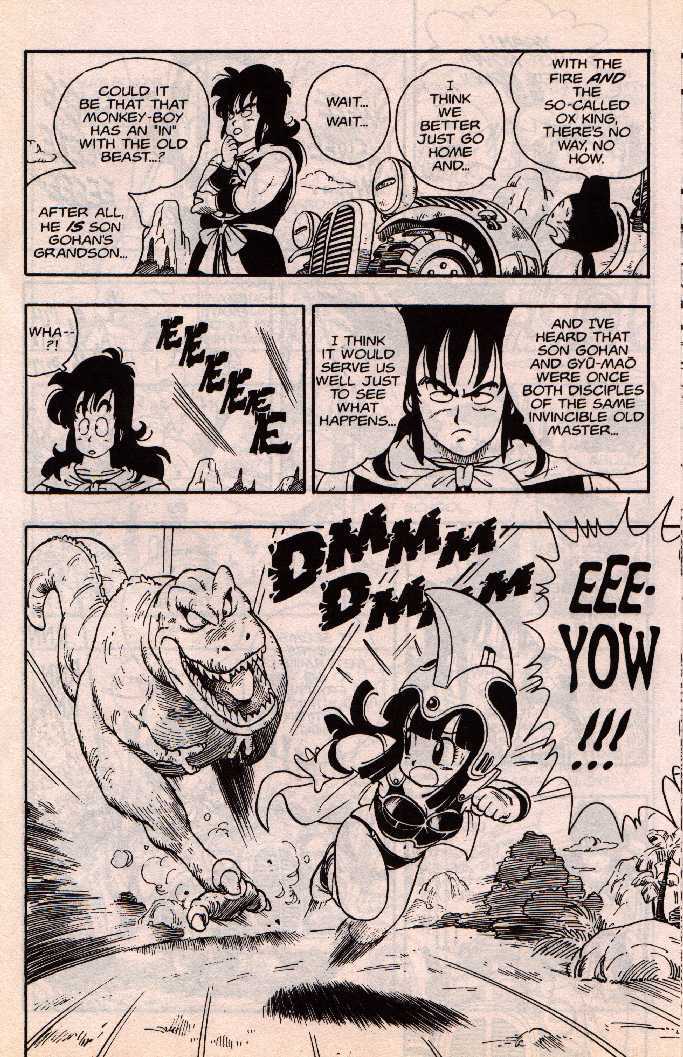 WITH THE
FIRE AND
THE
SO-CALLED
OX KING,
THERE'S NO
WAY, NO
HOW.
I
THINK
WE
BETTER
JUST GO
HOME
AND...
WAIT...
WAIT...
COULD IT
BE THAT THAT
MONKEY-BOY
HAS AN "IN"
WITH THE OLD
BEAST...?
AFTER ALL,
HE IS SON
GOHAN'S
GRANDSON...
AND I'VE
HEARD THAT
SON GOHAN
AND GYŪ-MAŌ
WERE ONCE
BOTH DISCIPLES
OF THE SAME
INVINCIBLE OLD
MASTER...
I THINK
IT WOULD
SERVE US
WELL JUST
TO SEE
WHAT
HAPPENS...
EEEEEE
WHA--
?!
EEE-
YOW
!!!
DMMMM
DMMMM